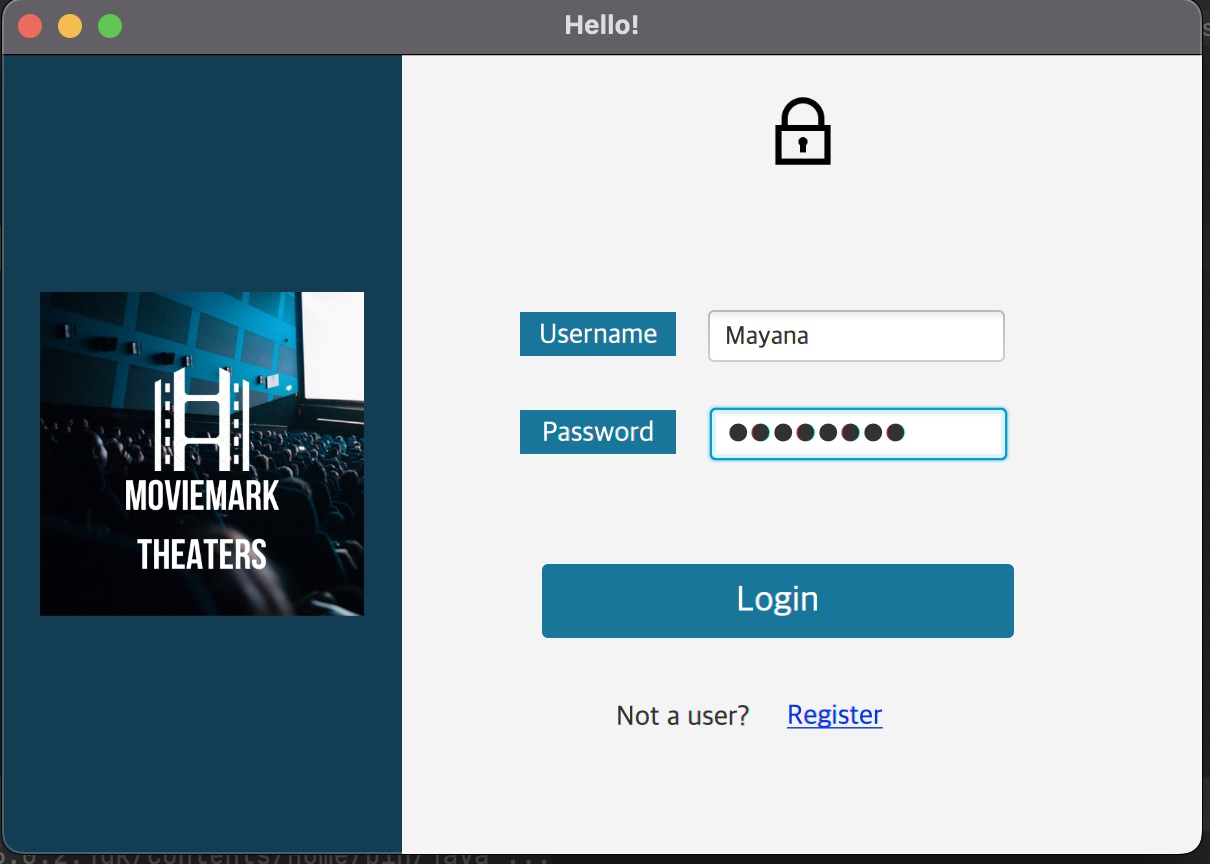 Hello!
MOVIEMARK
THEATERS
Username
Mayana
Password
●●●●●●●●
Login
Not a user? Register